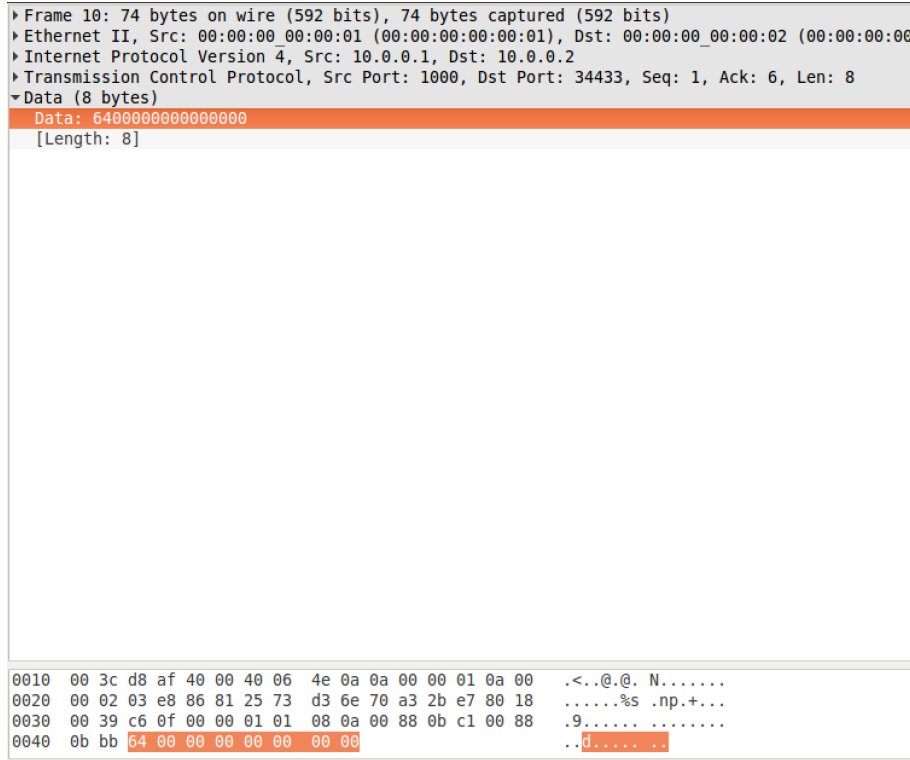 Frame 10: 74 bytes on wire (592 bits), 74 bytes captured (592 bits)
Ethernet II, Src: 00:00:00_00:00:01 (00:00:00:00:00:01), Dst: 00:00:00_00:00:02 (00:00:00:00
Internet Protocol Version 4, Src: 10.0.0.1, Dst: 10.0.0.2
Transmission Control Protocol, Src Port: 1000, Dst Port: 34433, Seq: 1, Ack: 6, Len: 8
Data (8 bytes)
Data: 6400000000000000
[Length: 8]
0010 00 3c d8 af 40 00 40 06 4e 0a 0a 00 00 01 0a 00 .<..@.@. N.......
0020 00 02 03 e8 86 81 25 73 d3 6e 70 a3 2b e7 80 18 ......%s .np.+...
0030 00 39 c6 0f 00 00 01 01 08 0a 00 88 0b c1 00 88 .9...... ........
0040 0b bb 64 00 00 00 00 00 00 00 ..d..... ..